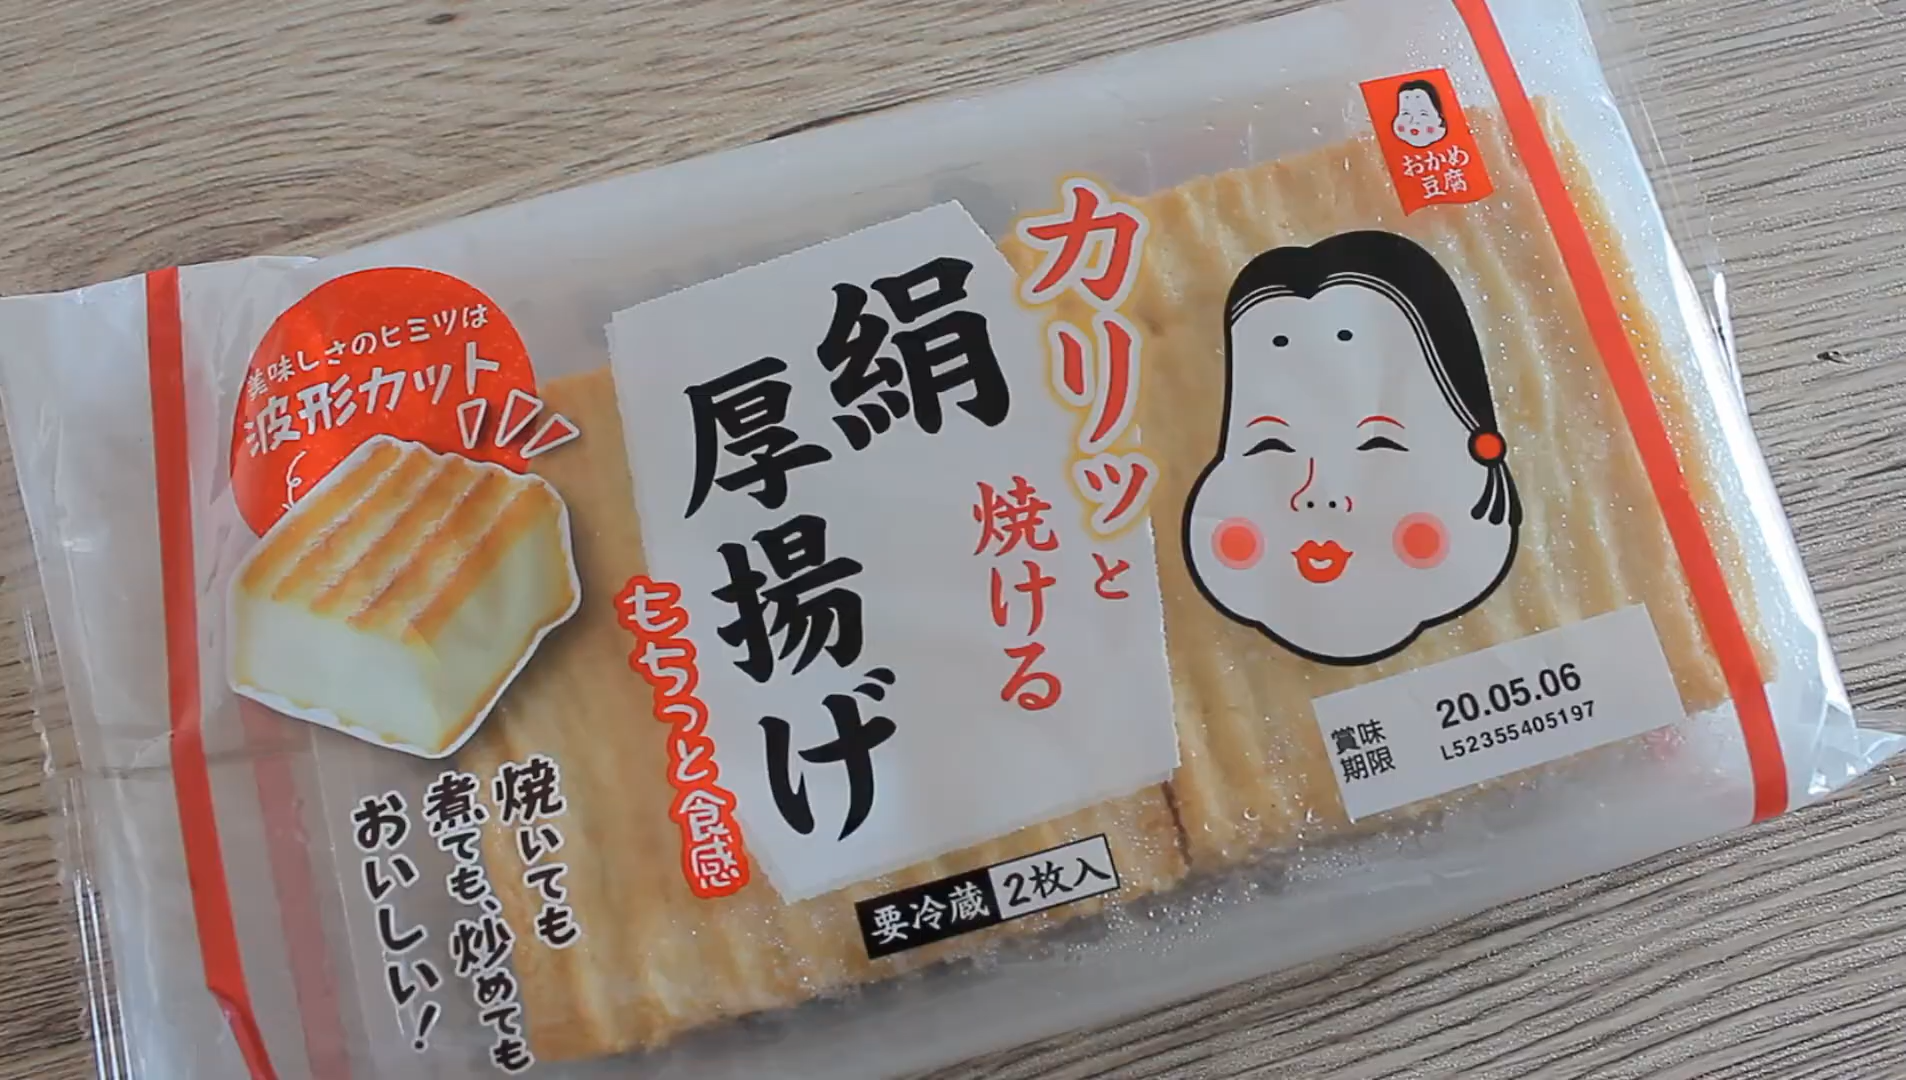 おかめ
豆腐
カリッと
焼ける
絹
厚揚げ
もちっと食感
美味しさのヒミツは
波形カット
焼いても
煮ても、炒めても
おいしい!
要冷蔵 2枚入
賞味
期限
20.05.06
L52355405197